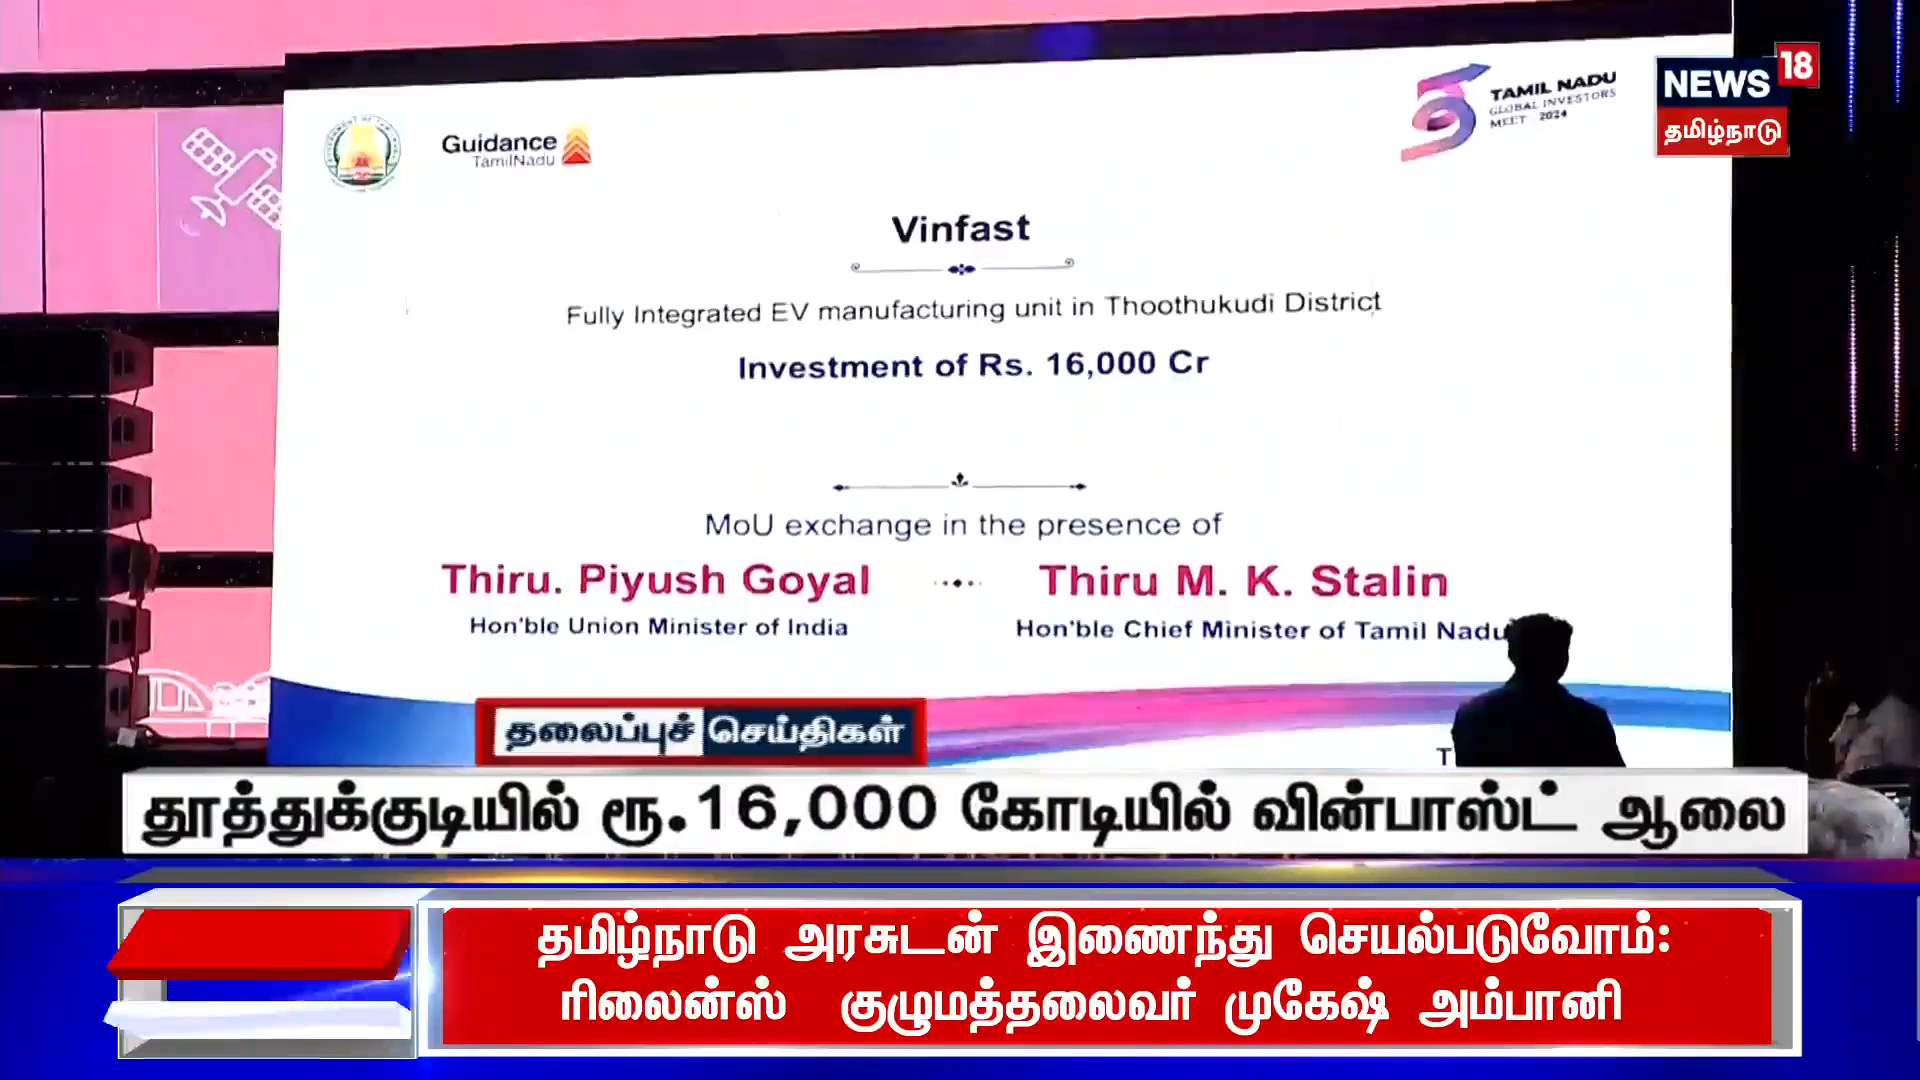 NEWS 18
தமிழ்நாடு
Guidance
TamilNadu
TAMIL NADU
GLOBAL INVESTORS
MEET 2024
Vinfast
Fully Integrated EV manufacturing unit in Thoothukudi District
Investment of Rs. 16,000 Cr
MoU exchange in the presence of
Thiru. Piyush Goyal
Thiru M. K. Stalin
Hon'ble Union Minister of India
Hon'ble Chief Minister of Tamil Nadu
தலைப்புச் செய்திகள்
தூத்துக்குடியில் ரூ.16,000 கோடியில் வின்பாஸ்ட் ஆலை
தமிழ்நாடு அரசுடன் இணைந்து செயல்படுவோம்:
ரிலைன்ஸ் குழுமத்தலைவர் முகேஷ் அம்பானி